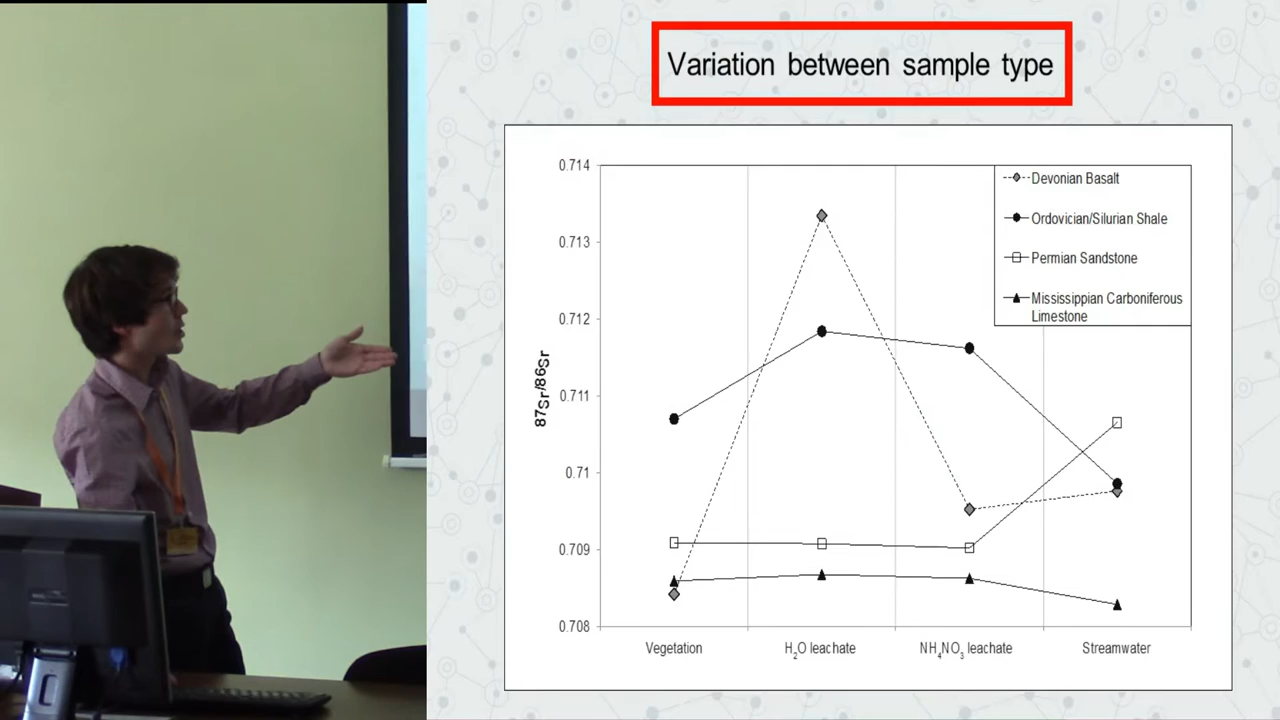 Variation between sample type
0.714
0.713
0.712
0.711
0.71
0.709
0.708
87Sr/86Sr
Devonian Basalt
Ordovician/Silurian Shale
Permian Sandstone
Mississippian Carboniferous
Limestone
Vegetation
H₂O leachate
NH₄NO₃ leachate
Streamwater